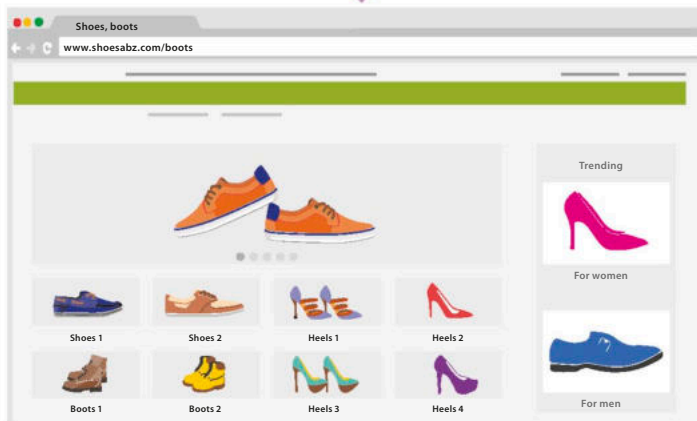 Shoes, boots
www.shoesabz.com/boots
Trending
For women
Shoes 1
Shoes 2
Heels 1
Heels 2
Boots 1
Boots 2
Heels 3
Heels 4
For men